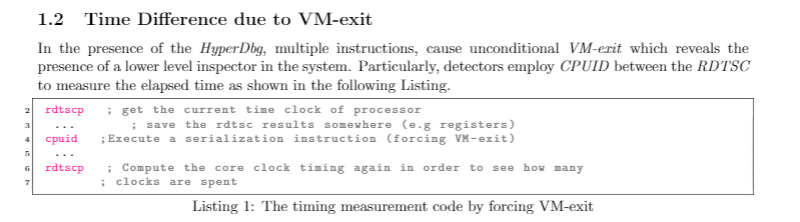 1.2 Time Difference due to VM-exit
In the presence of the HyperDbg, multiple instructions, cause unconditional VM-exit which reveals the
presence of a lower level inspector in the system. Particularly, detectors employ CPUID between the RDTSC
to measure the elapsed time as shown in the following Listing.
2 rdtscp ; get the current time clock of processor
3 ... ; save the rdtsc results somewhere (e.g registers)
4 cpuid ;Execute a serialization instruction (forcing VM-exit)
5 ...
6 rdtscp ; Compute the core clock timing again in order to see how many
7 ; clocks are spent
Listing 1: The timing measurement code by forcing VM-exit